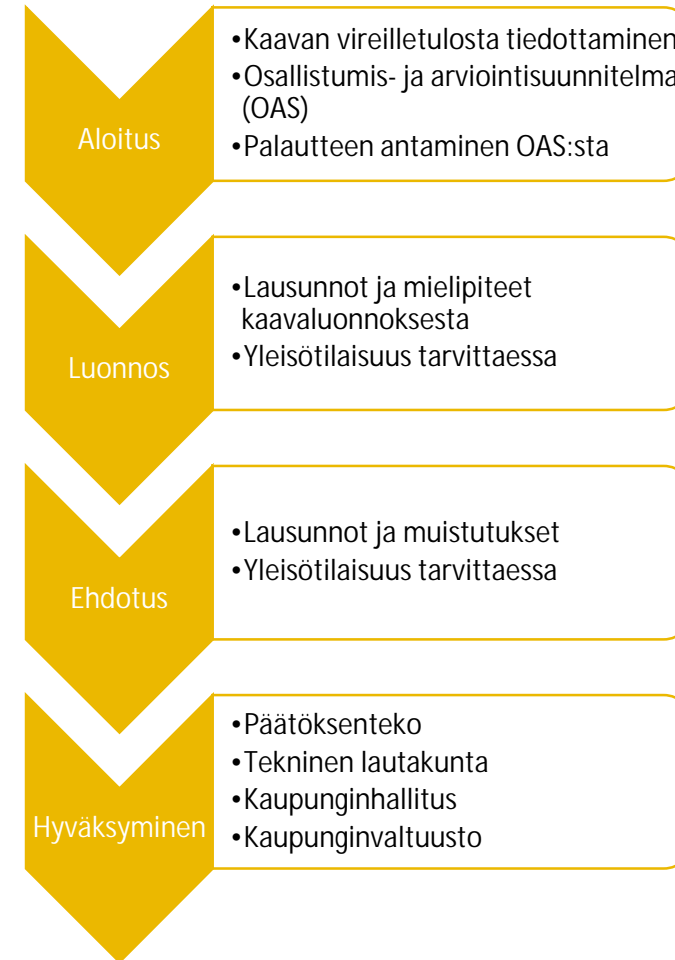 Aloitus
•Kaavan vireilletulosta tiedottaminen
•Osallistumis- ja arviointisuunnitelma
(OAS)
•Palautteen antaminen OAS:sta
Luonnos
•Lausunnot ja mielipiteet
kaavaluonnoksesta
•Yleisötilaisuus tarvittaessa
Ehdotus
•Lausunnot ja muistutukset
•Yleisötilaisuus tarvittaessa
Hyväksyminen
•Päätöksenteko
•Tekninen lautakunta
•Kaupunginhallitus
•Kaupunginvaltuusto